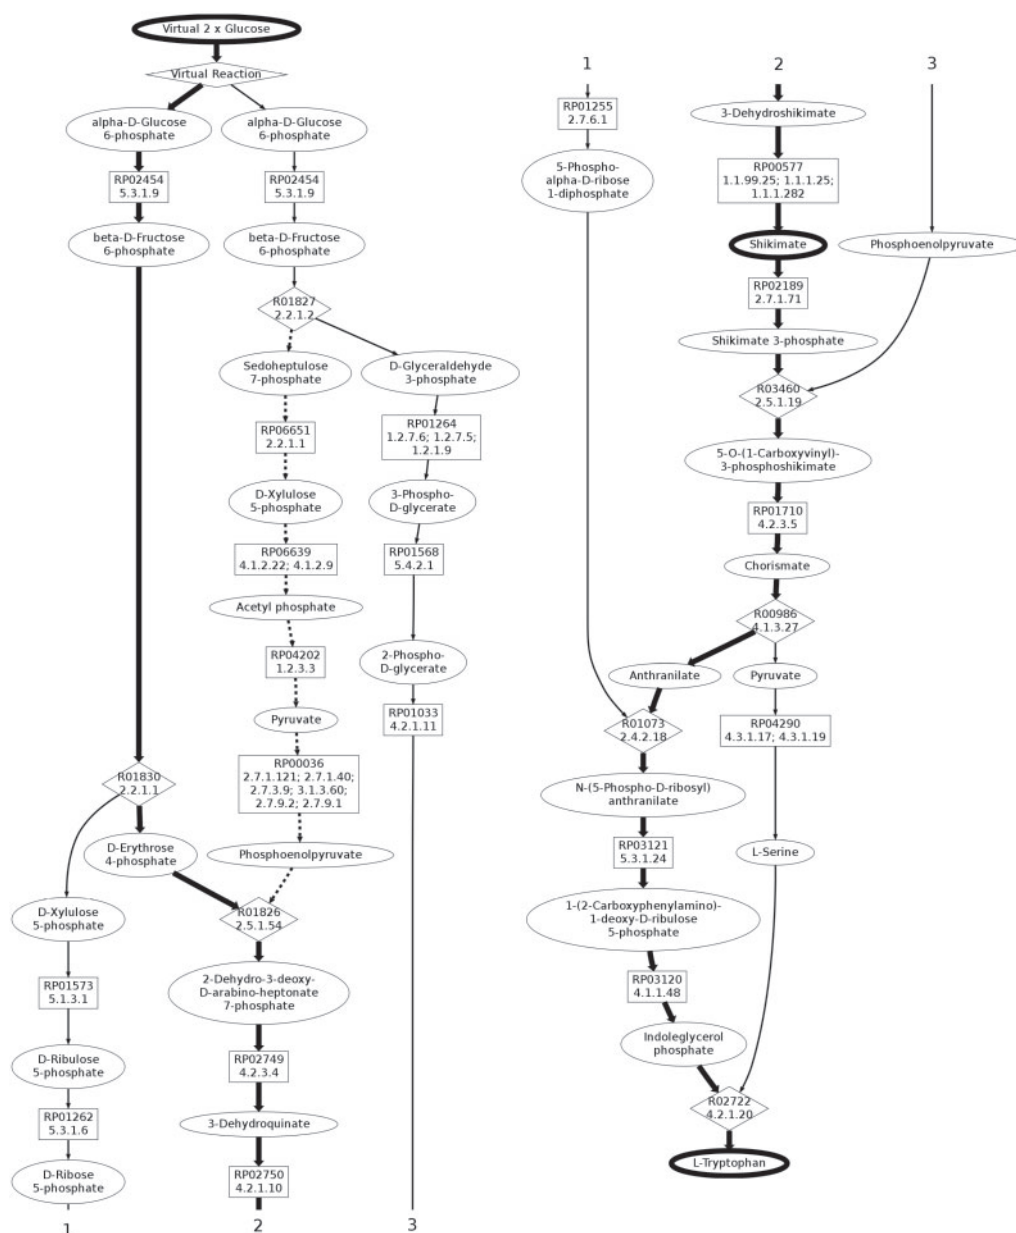 Virtual 2 x Glucose
Virtual Reaction
alpha-D-Glucose
6-phosphate
alpha-D-Glucose
6-phosphate
RP02454
5.3.1.9
RP02454
5.3.1.9
beta-D-Fructose
6-phosphate
beta-D-Fructose
6-phosphate
R01827
2.2.1.2
Sedoheptulose
7-phosphate
D-Glyceraldehyde
3-phosphate
RP06651
2.2.1.1
RP01264
1.2.7.6; 1.2.7.5;
1.2.1.9
D-Xylulose
5-phosphate
3-Phospho-
D-glycerate
RP06639
4.1.2.22; 4.1.2.9
RP01568
5.4.2.1
Acetyl phosphate
RP04202
1.2.3.3
2-Phospho-
D-glycerate
Pyruvate
RP01033
4.2.1.11
RP00036
2.7.1.121; 2.7.1.40;
2.7.3.9; 3.1.3.60;
2.7.9.2; 2.7.9.1
R01830
2.2.1.1
D-Erythrose
4-phosphate
Phosphoenolpyruvate
D-Xylulose
5-phosphate
R01826
2.5.1.54
RP01573
5.1.3.1
2-Dehydro-3-deoxy-
D-arabino-heptonate
7-phosphate
D-Ribulose
5-phosphate
RP02749
4.2.3.4
RP01262
5.3.1.6
3-Dehydroquinate
D-Ribose
5-phosphate
RP02750
4.2.1.10
1
2
3
1
2
3
RP01255
2.7.6.1
3-Dehydroshikimate
5-Phospho-
alpha-D-ribose
1-diphosphate
RP00577
1.1.99.25; 1.1.1.25;
1.1.1.282
Shikimate
Phosphoenolpyruvate
RP02189
2.7.1.71
Shikimate 3-phosphate
R03460
2.5.1.19
5-O-(1-Carboxyvinyl)-
3-phosphoshikimate
RP01710
4.2.3.5
Chorismate
R00986
4.1.3.27
Anthranilate
Pyruvate
R01073
2.4.2.18
RP04290
4.3.1.17; 4.3.1.19
N-(5-Phospho-D-ribosyl)
anthranilate
RP03121
5.3.1.24
L-Serine
1-(2-Carboxyphenylamino)-
1-deoxy-D-ribulose
5-phosphate
RP03120
4.1.1.48
Indoleglycerol
phosphate
R02722
4.2.1.20
L-Tryptophan